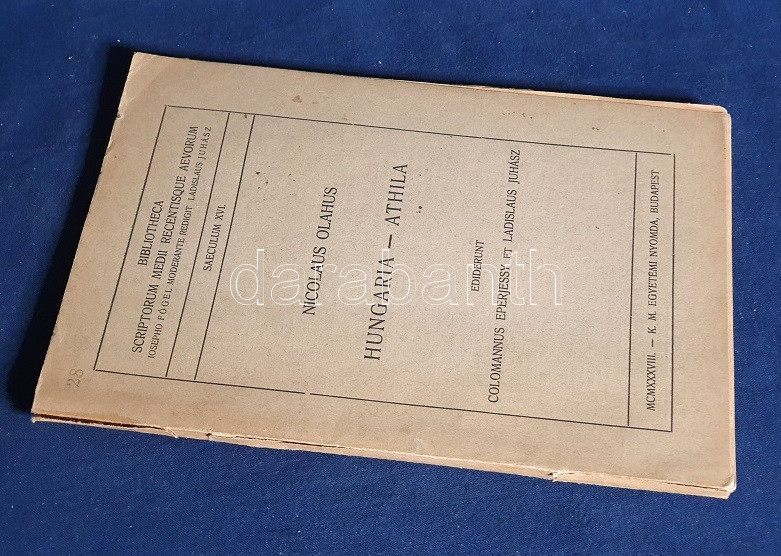 BIBLIOTHECA
SCRIPTORUM MEDII RECENTISQUE AEVORUM
IOSEPHO FÓGEL MODERANTE REDIGIT LADISLAUS JUHÁSZ
SAECULUM XVI.
NICOLAUS OLAHUS
HUNGARIA — ATHILA
EDIDERUNT
COLOMANNUS EPERJESSY ET LADISLAUS JUHÁSZ
MCMXXXVIII. — K. M. EGYETEMI NYOMDA, BUDAPEST
28
darabanth